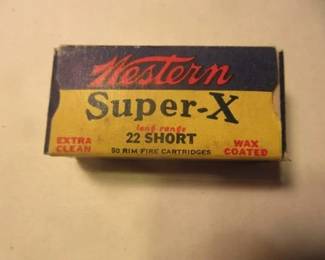 Western
Super-X
long range
22 SHORT
EXTRA CLEAN
50 RIM FIRE CARTRIDGES
WAX COATED